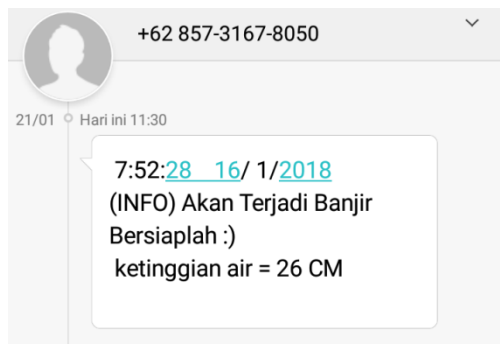 +62 857-3167-8050
21/01 Hari ini 11:30
7:52:28 16/ 1/2018
(INFO) Akan Terjadi Banjir
Bersiaplah :)
ketinggian air = 26 CM